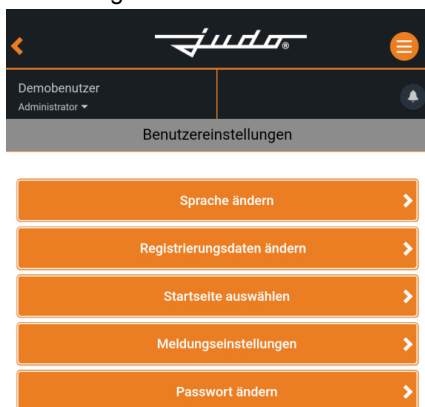 judo®
Demobenutzer
Administrator
Benutzereinstellungen
Sprache ändern
Registrierungsdaten ändern
Startseite auswählen
Meldungseinstellungen
Passwort ändern